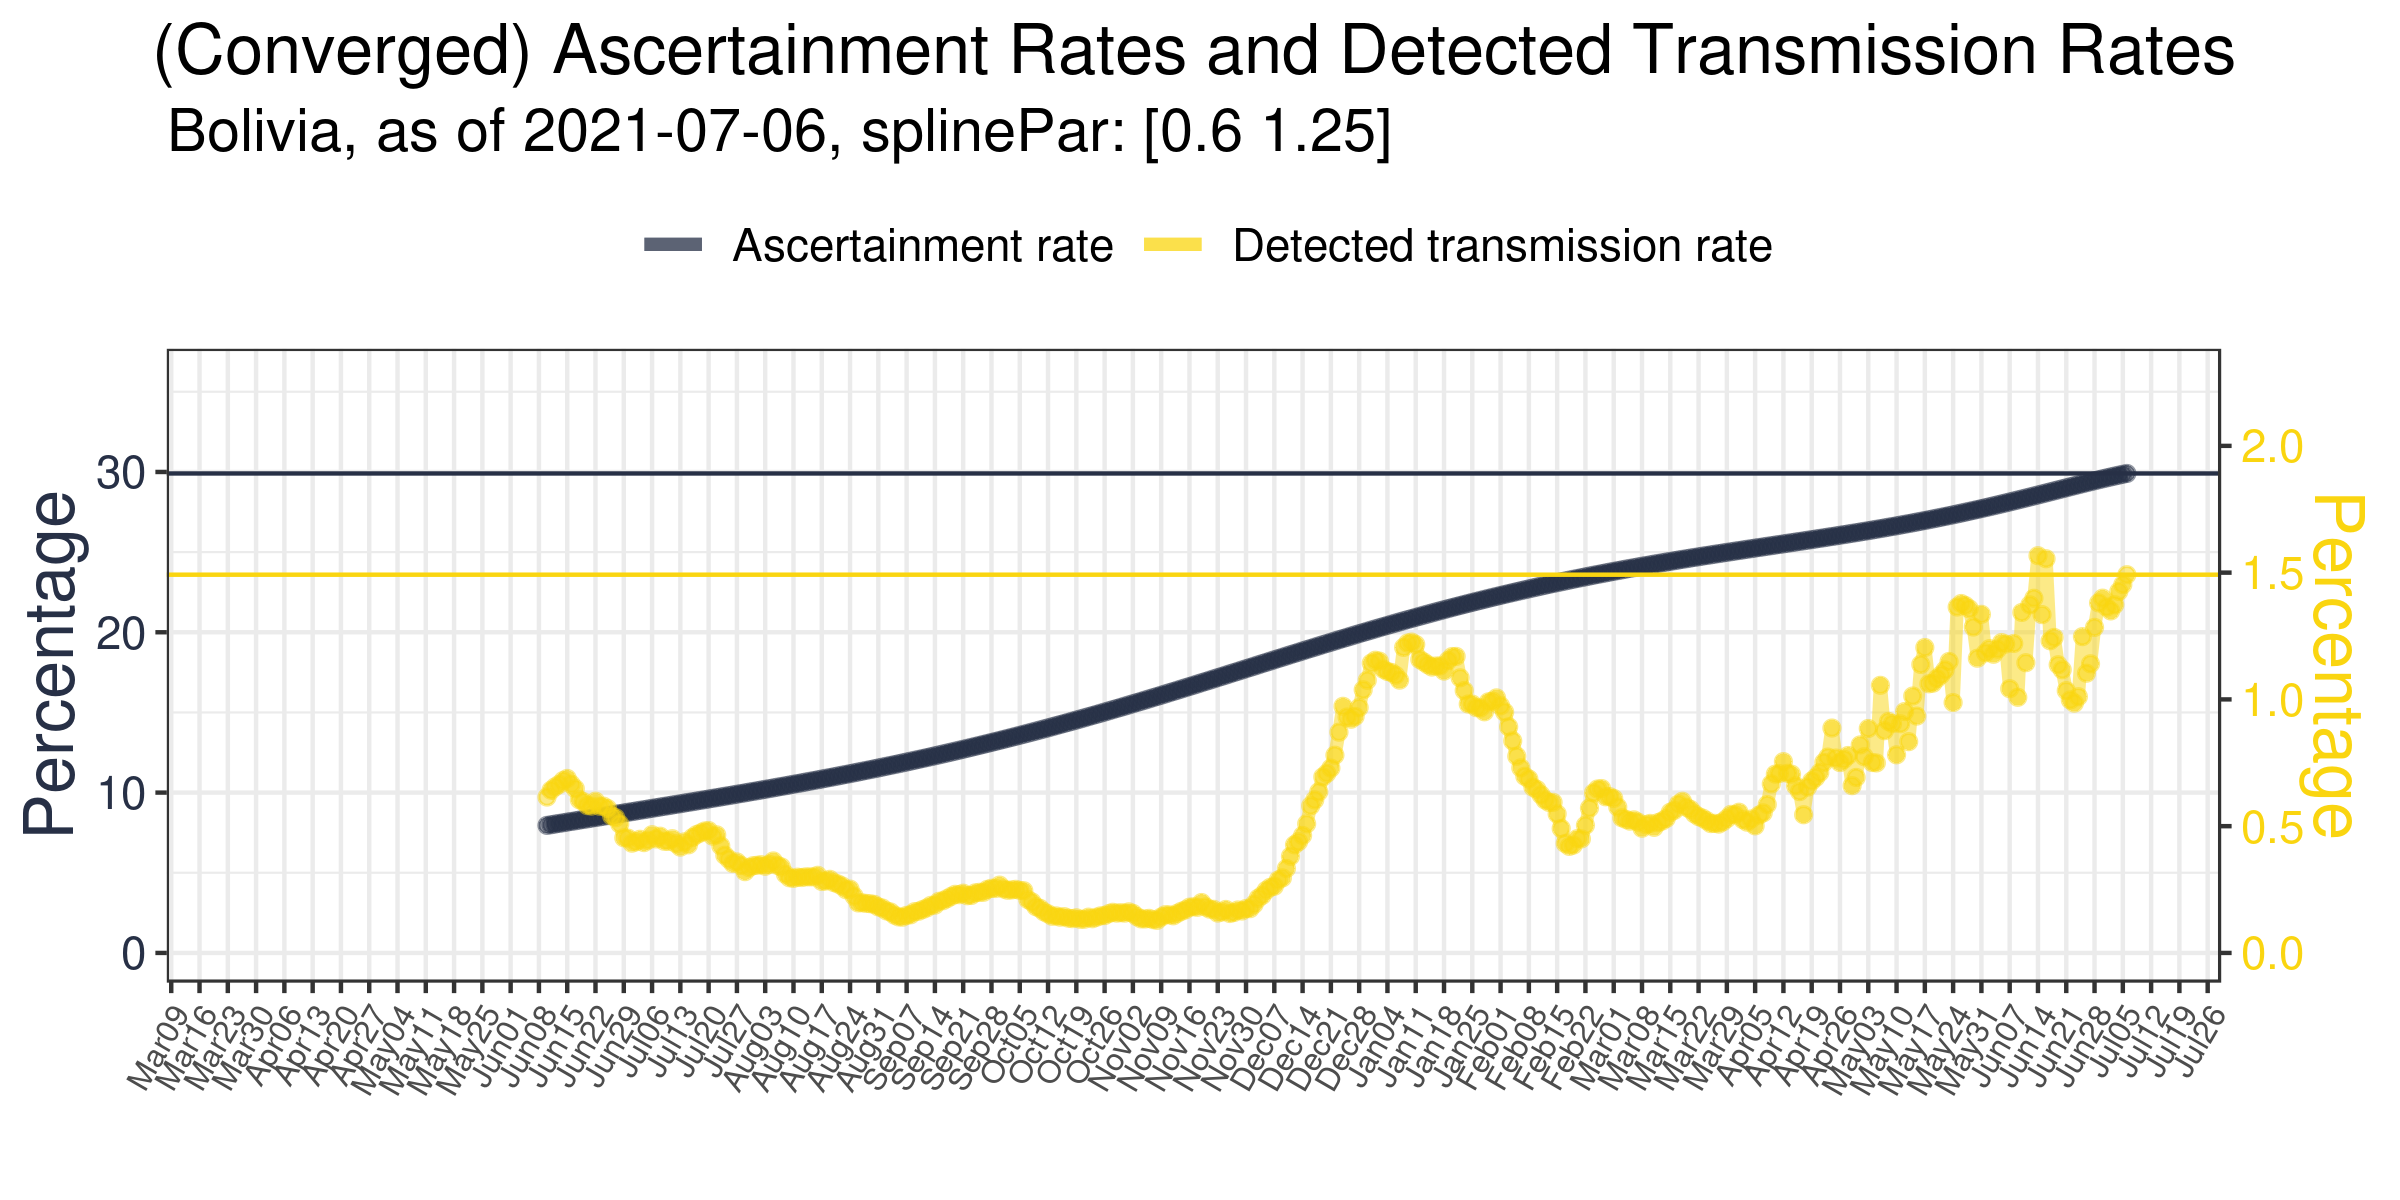 (Converged) Ascertainment Rates and Detected Transmission Rates
Bolivia, as of 2021-07-06, splinePar: [0.6 1.25]
Ascertainment rate
Detected transmission rate
Percentage
30
20
10
0
2.0
1.5
1.0
0.5
0.0
Percentage
Mar09
Mar16
Mar23
Mar30
Apr06
Apr13
Apr20
Apr27
May04
May11
May18
May25
Jun01
Jun08
Jun15
Jun22
Jun29
Jul06
Jul13
Jul20
Jul27
Aug03
Aug10
Aug17
Aug24
Aug31
Sep07
Sep14
Sep21
Sep28
Oct05
Oct12
Oct19
Oct26
Nov02
Nov09
Nov16
Nov23
Nov30
Dec07
Dec14
Dec21
Dec28
Jan04
Jan11
Jan18
Jan25
Feb01
Feb08
Feb15
Feb22
Mar01
Mar08
Mar15
Mar22
Mar29
Apr05
Apr12
Apr19
Apr26
May03
May10
May17
May24
May31
Jun07
Jun14
Jun21
Jun28
Jul05
Jul12
Jul19
Jul26